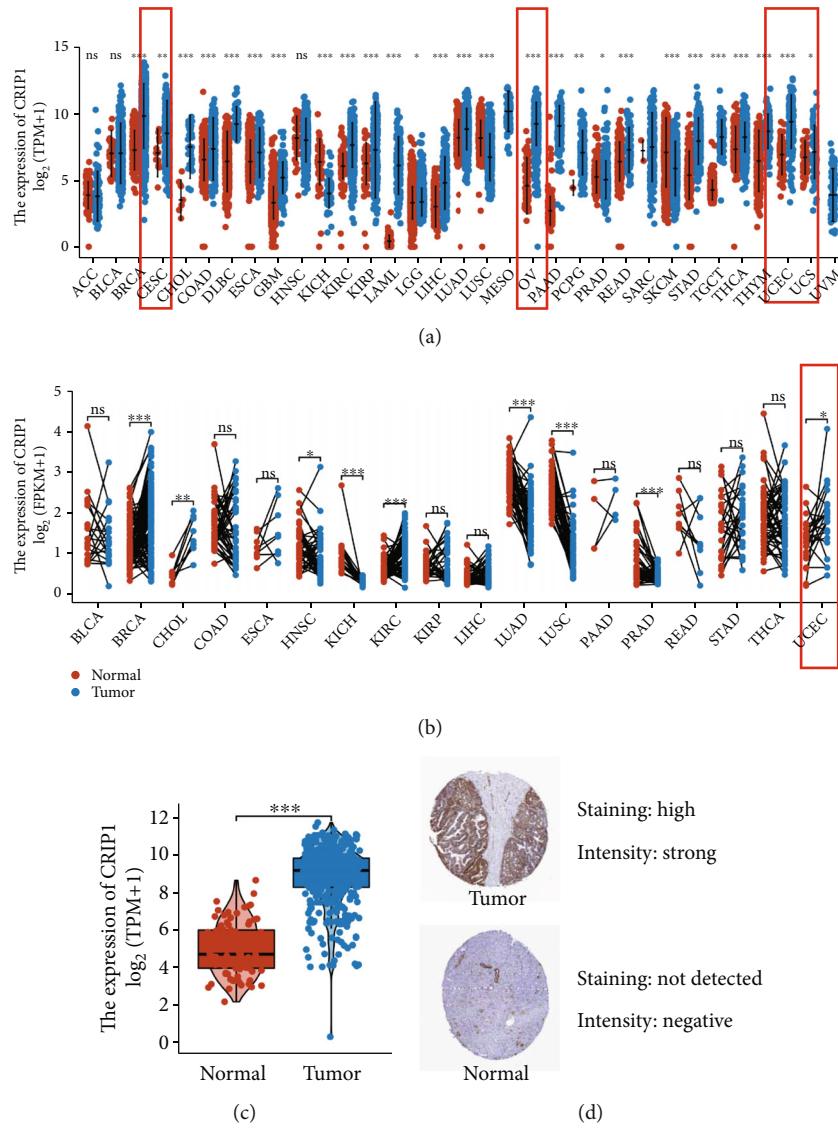 ns ns *** ** *** *** *** *** *** ns *** *** *** *** * *** *** *** *** *** ** * *** *** *** *** *** *** *** *
The expression of CRIP1
log₂ (TPM+1)
15
10
5
0
ACC BLCA BRCA CESC CHOL COAD DLBC ESCA GBM HNSC KICH KIRC KIRP LAML LGG LIHC LUAD LUSC MESO OV PAAD PCPG PRAD READ SARC SKCM STAD TGCT THCA THYM UCEC UCS UVM
(a)
The expression of CRIP1
log₂ (FPKM+1)
5
4
3
2
1
0
ns *** ** ns ns * *** *** ns ns *** *** ns *** ns ns ns *
BLCA BRCA CHOL COAD ESCA HNSC KICH KIRC KIRP LIHC LUAD LUSC PAAD PRAD READ STAD THCA UCEC
Normal
Tumor
(b)
The expression of CRIP1
log₂ (TPM+1)
12
10
8
6
4
2
0
***
Normal Tumor
(c)
Staining: high
Intensity: strong
Tumor
Staining: not detected
Intensity: negative
Normal
(d)